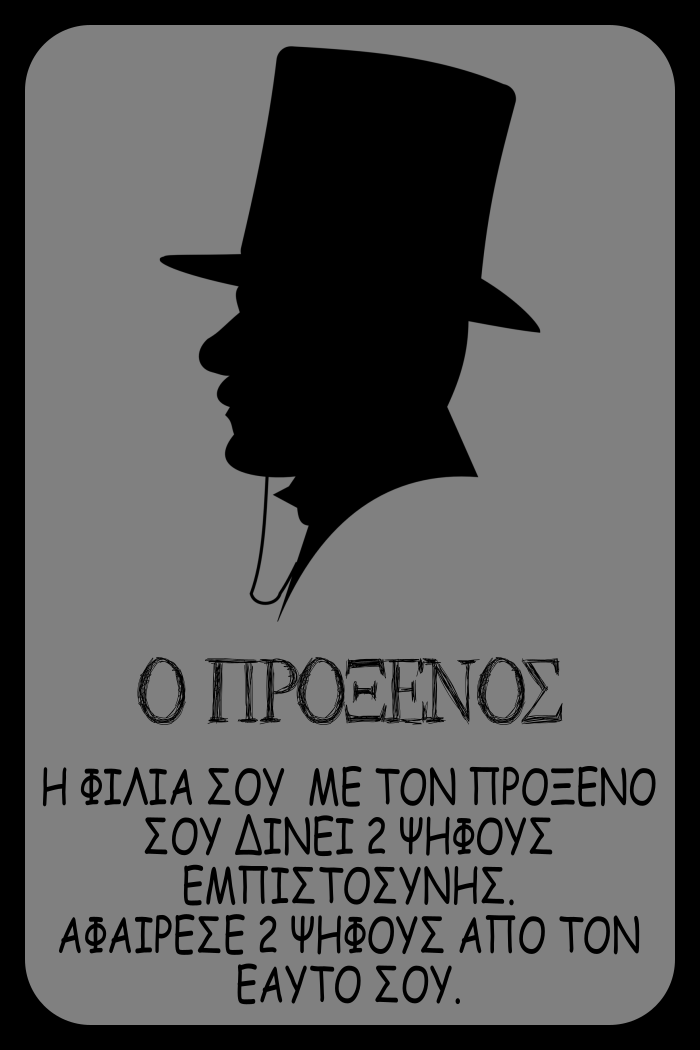 Ο ΠΡΟΞΕΝΟΣ
Η ΦΙΛΙΑ ΣΟΥ ΜΕ ΤΟΝ ΠΡΟΞΕΝΟ
ΣΟΥ ΔΙΝΕΙ 2 ΨΗΦΟΥΣ
ΕΜΠΙΣΤΟΣΥΝΗΣ.
ΑΦΑΙΡΕΣΕ 2 ΨΗΦΟΥΣ ΑΠΟ ΤΟΝ
ΕΑΥΤΟ ΣΟΥ.